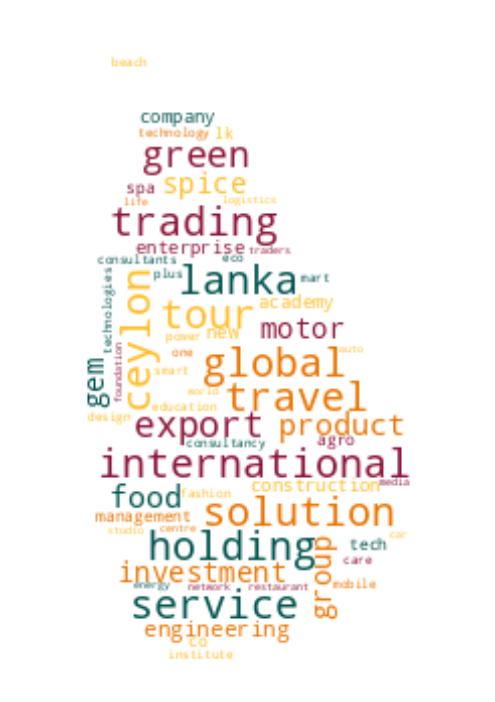 beach
company
technology lk
green
spa spice
life logistics
trading
enterprise traders
consultants eco
plus lanka mart
technologies
ceylon
tour academy
power new motor
one global auto
smart
gem
foundation
world travel
education
design
export product
consultancy agro
international
construction media
food fashion
management solution
studio centre car
holding tech
care
investment group
energy network restaurant mobile
service
engineering
co
institute